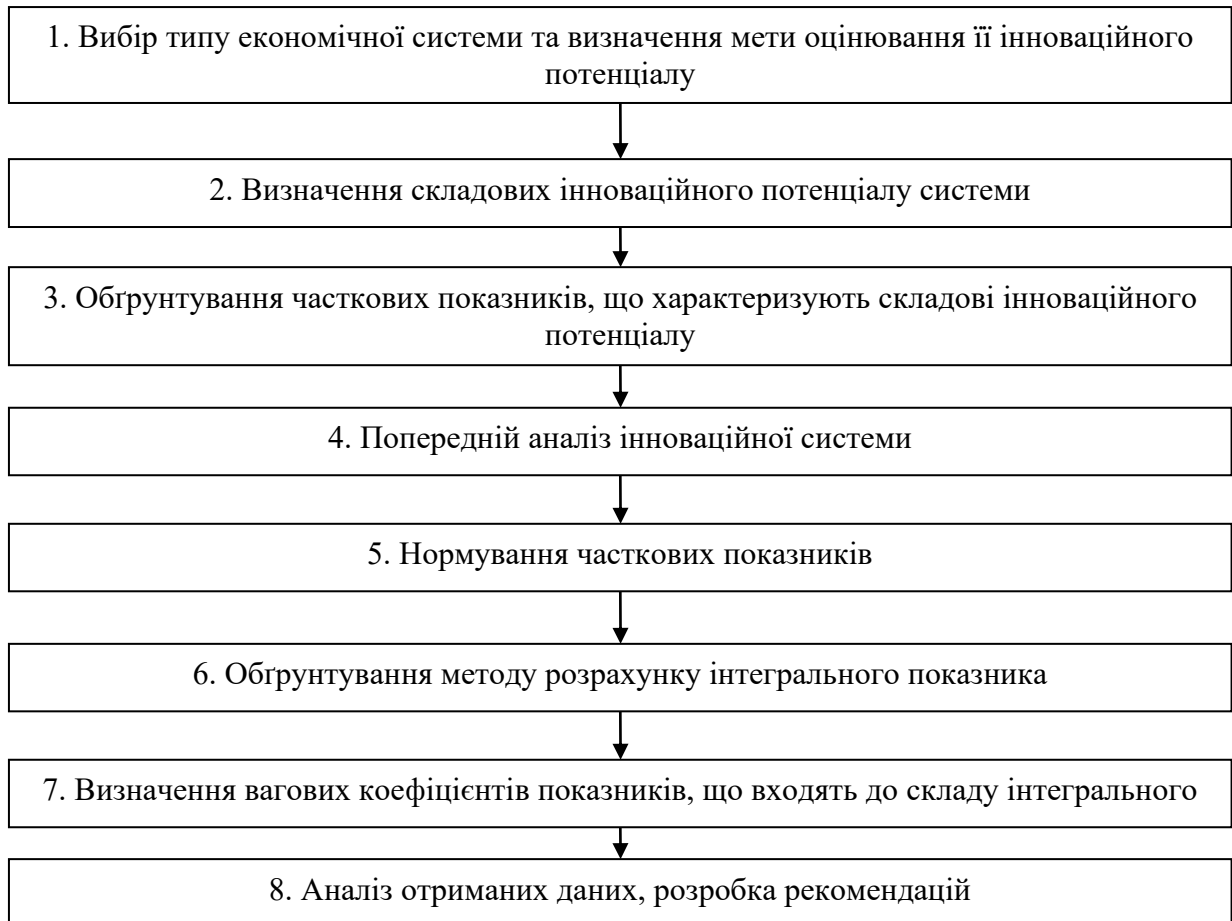 1. Вибір типу економічної системи та визначення мети оцінювання її інноваційного
потенціалу
2. Визначення складових інноваційного потенціалу системи
3. Обґрунтування часткових показників, що характеризують складові інноваційного
потенціалу
4. Попередній аналіз інноваційної системи
5. Нормування часткових показників
6. Обґрунтування методу розрахунку інтегрального показника
7. Визначення вагових коефіцієнтів показників, що входять до складу інтегрального
8. Аналіз отриманих даних, розробка рекомендацій